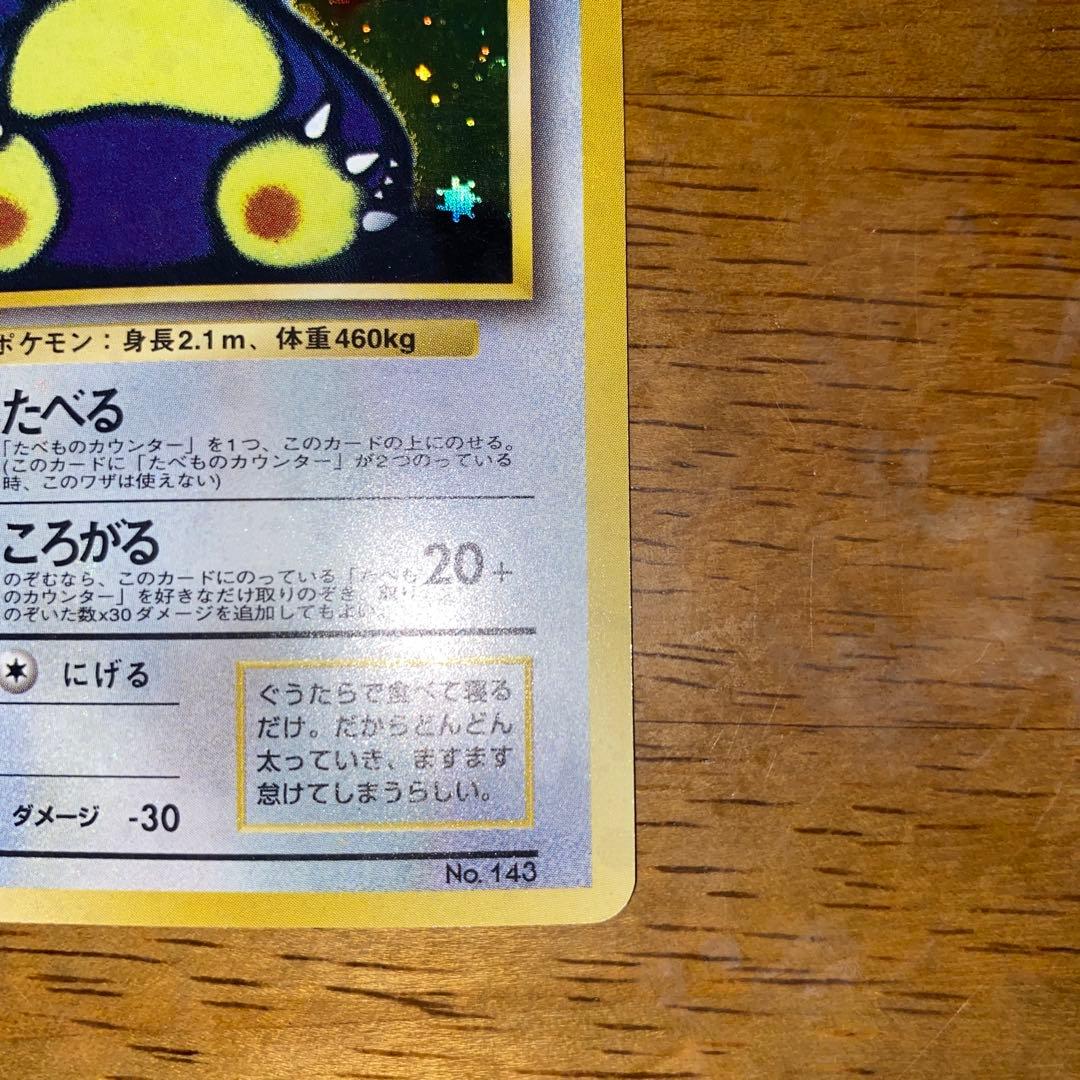 ポケモン：身長2.1m、体重460kg
たべる
「たべものカウンター」を1つ、このカードの上にのせる。
(このカードに「たべものカウンター」が2つのっている
時、このワザは使えない)
ころがる 20+
のぞむなら、このカードにのっている「たべも
のカウンター」を好きなだけ取りのぞき、取り
のぞいた数x30ダメージを追加してもよい。
にげる
ぐうたらで食べて寝る
だけ。だからどんどん
太っていき、ますます
怠けてしまうらしい。
ダメージ -30
No. 143